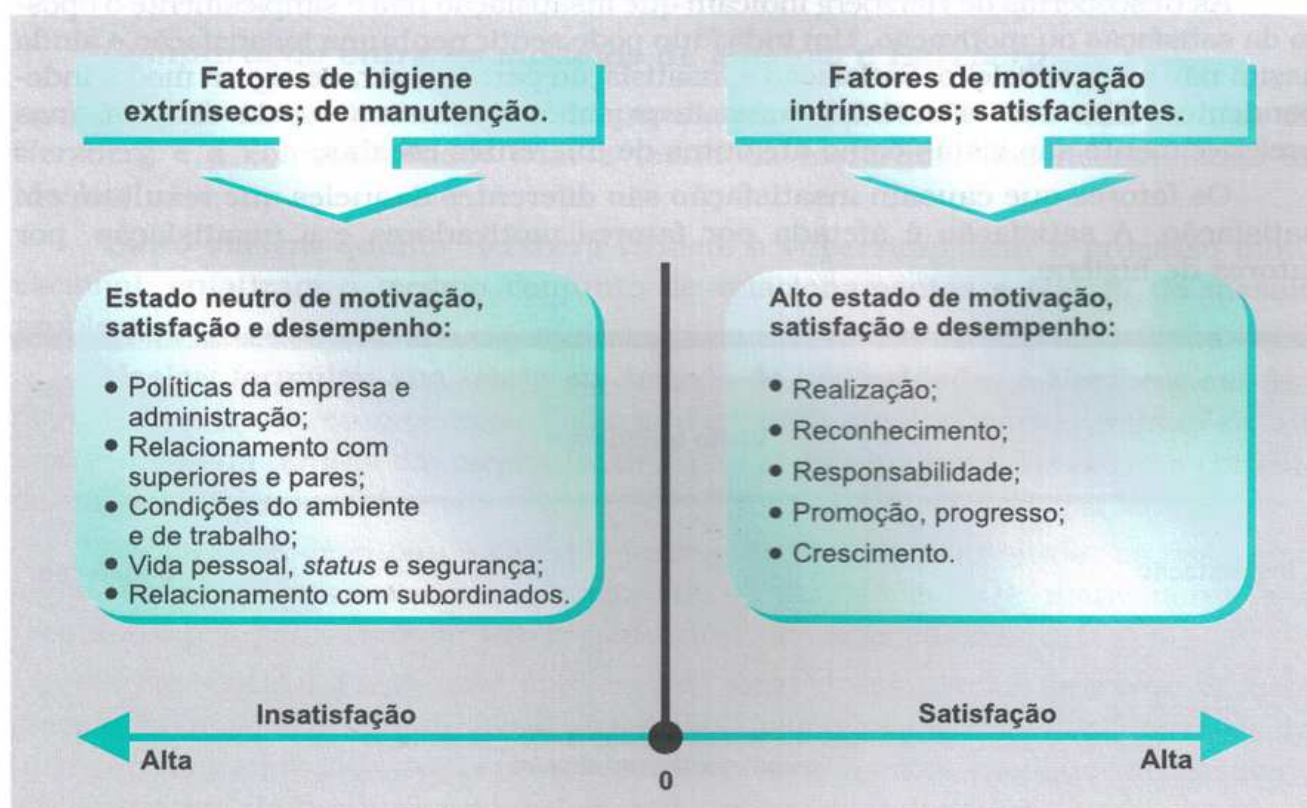 Fatores de higiene
extrínsecos; de manutenção.
Fatores de motivação
intrínsecos; satisfacientes.
Estado neutro de motivação,
satisfação e desempenho:
• Políticas da empresa e
administração;
• Relacionamento com
superiores e pares;
• Condições do ambiente
e de trabalho;
• Vida pessoal, status e segurança;
• Relacionamento com subordinados.
Alto estado de motivação,
satisfação e desempenho:
• Realização;
• Reconhecimento;
• Responsabilidade;
• Promoção, progresso;
• Crescimento.
Insatisfação
Satisfação
Alta
Alta
0